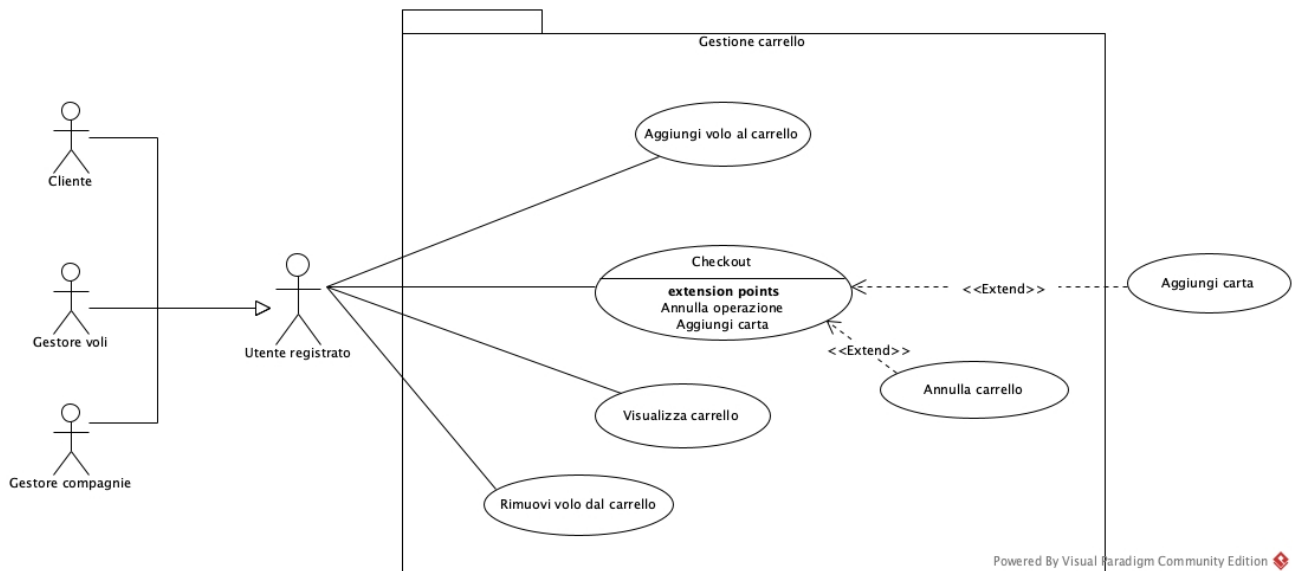 Gestione carrello
Cliente
Aggiungi volo al carrello
Gestore voli
Utente registrato
Checkout
extension points
Annulla operazione
Aggiungi carta
<<Extend>>
Aggiungi carta
<<Extend>>
Annulla carrello
Visualizza carrello
Gestore compagnie
Rimuovi volo dal carrello
Powered By Visual Paradigm Community Edition